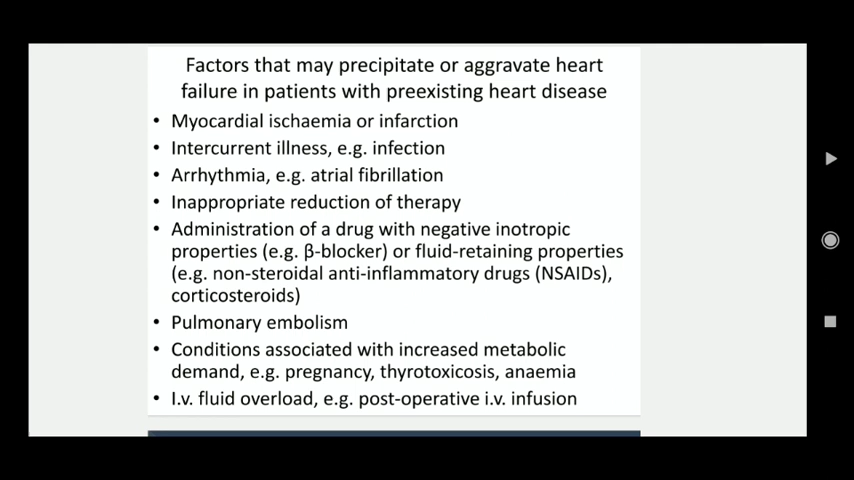 Factors that may precipitate or aggravate heart
failure in patients with preexisting heart disease
• Myocardial ischaemia or infarction
• Intercurrent illness, e.g. infection
• Arrhythmia, e.g. atrial fibrillation
• Inappropriate reduction of therapy
• Administration of a drug with negative inotropic
properties (e.g. β-blocker) or fluid-retaining properties
(e.g. non-steroidal anti-inflammatory drugs (NSAIDs),
corticosteroids)
• Pulmonary embolism
• Conditions associated with increased metabolic
demand, e.g. pregnancy, thyrotoxicosis, anaemia
• I.v. fluid overload, e.g. post-operative i.v. infusion